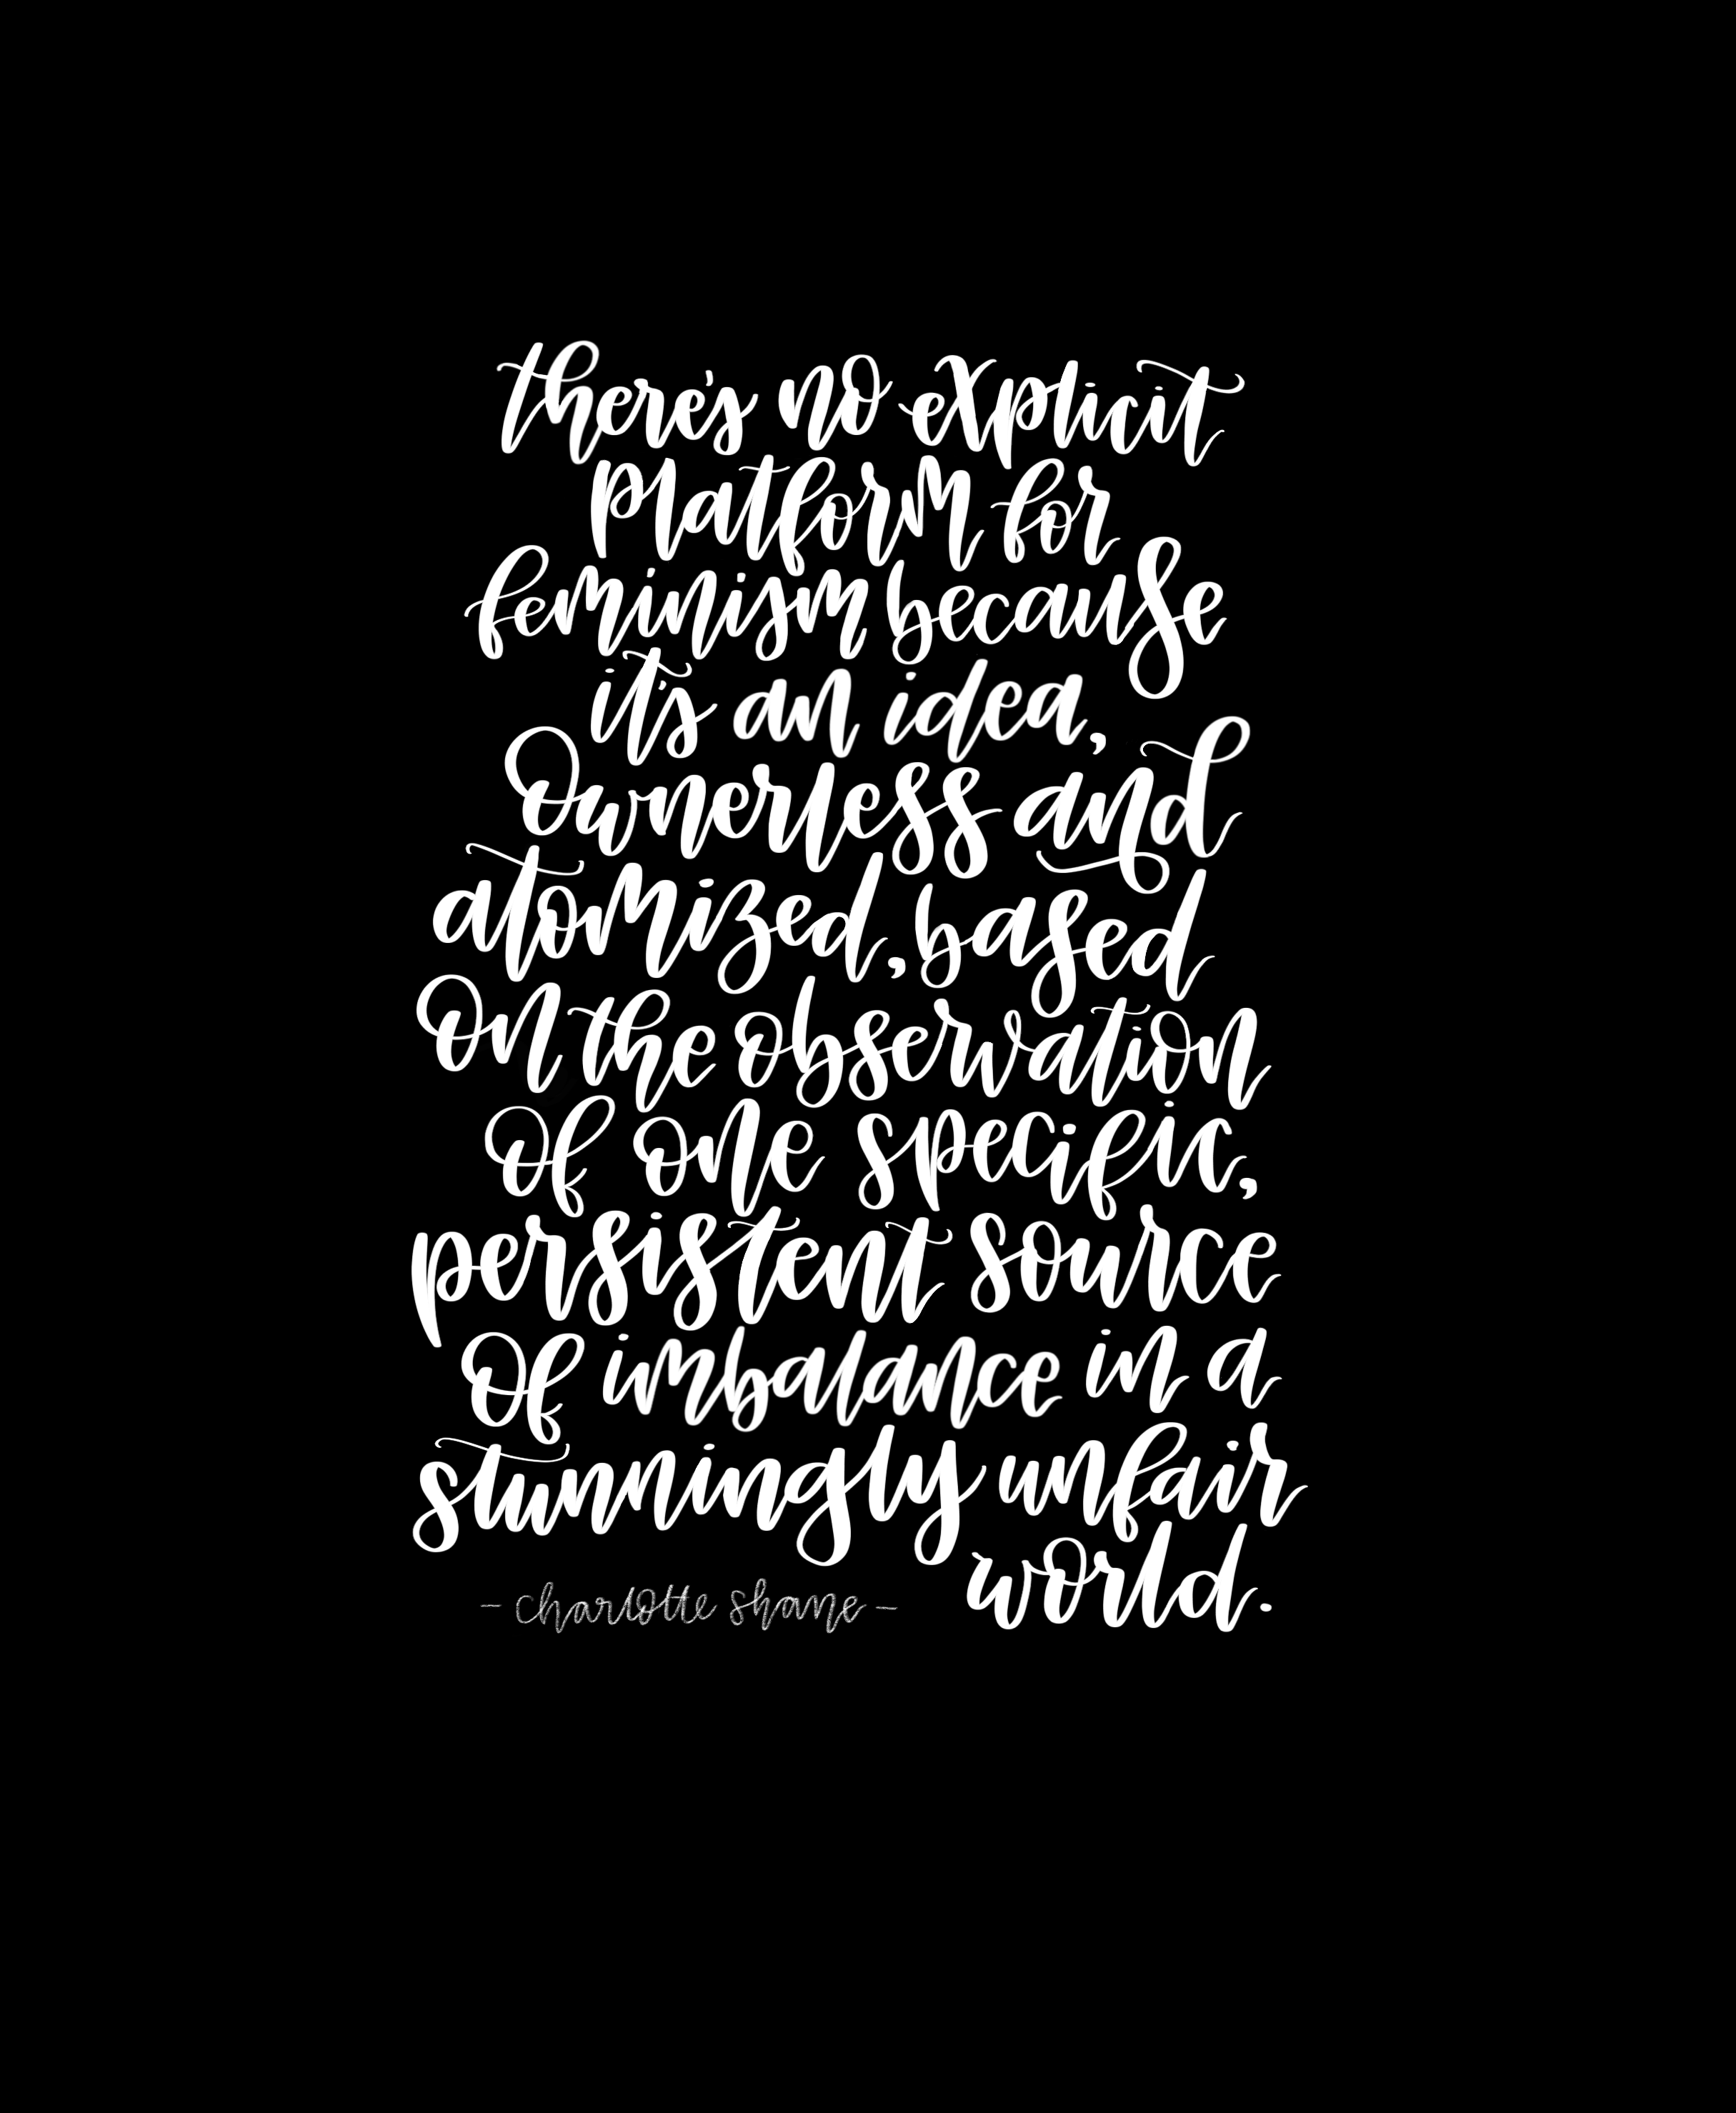 there's no explicit
platform for
feminism because
it's an idea,
Ownerless and
atomized, based
On the observation
Of one specific,
persistent source
Of imbalance in a
stunningly unfair
world.
- charlotte shane -